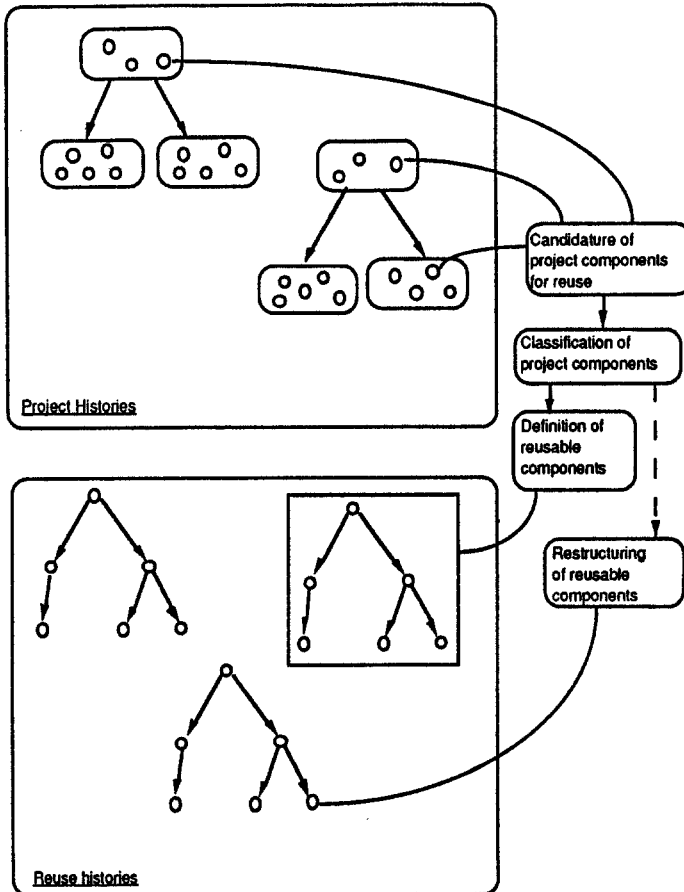 Candidature of
project components
for reuse
Classification of
project components
Project Histories
Definition of
reusable
components
Restructuring
of reusable
components
Reuse histories